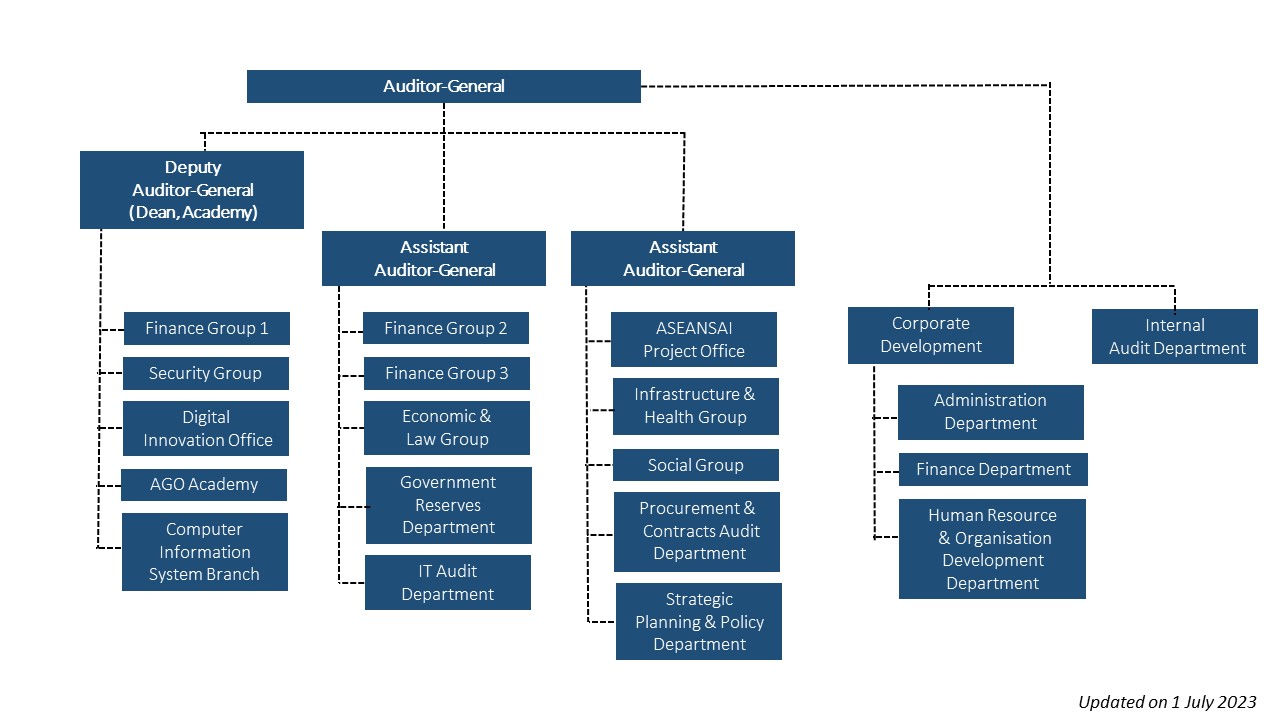 Auditor-General
Deputy
Auditor-General
(Dean, Academy)
Assistant
Auditor-General
Assistant
Auditor-General
Finance Group 1
Security Group
Digital
Innovation Office
AGO Academy
Computer
Information
System Branch
Finance Group 2
Finance Group 3
Economic &
Law Group
Government
Reserves
Department
IT Audit
Department
ASEANSAI
Project Office
Infrastructure &
Health Group
Social Group
Procurement &
Contracts Audit
Department
Strategic
Planning & Policy
Department
Corporate
Development
Administration
Department
Finance Department
Human Resource
& Organisation
Development
Department
Internal
Audit Department
Updated on 1 July 2023